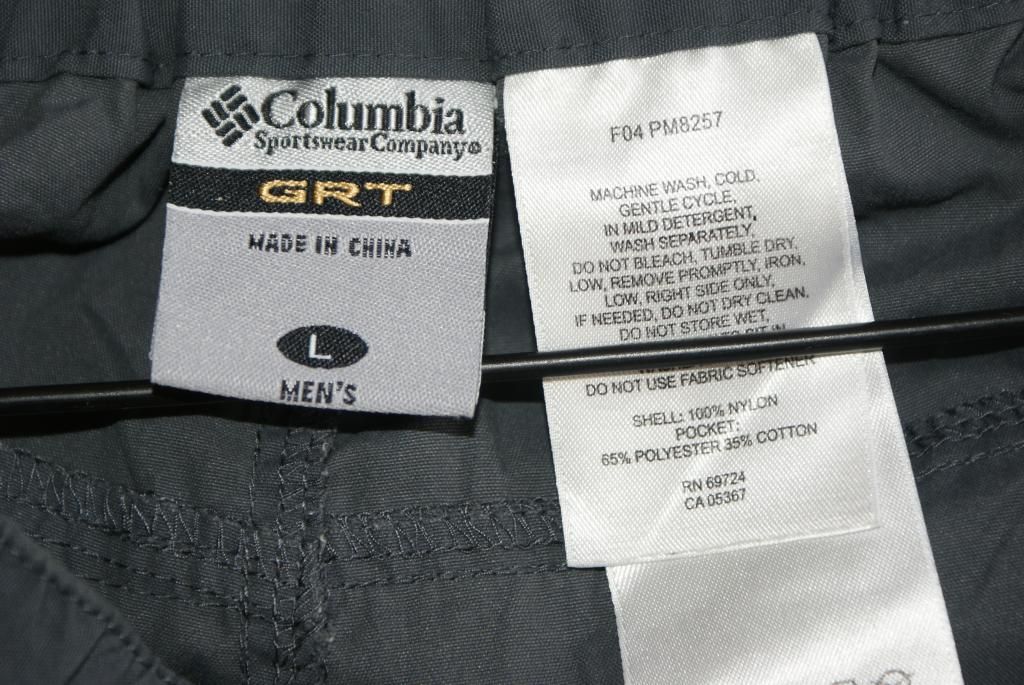 Columbia
Sportswear Company®
GRT
MADE IN CHINA
L
MEN'S
F04 PM8257
MACHINE WASH, COLD,
GENTLE CYCLE,
IN MILD DETERGENT,
WASH SEPARATELY,
DO NOT BLEACH, TUMBLE DRY,
LOW, REMOVE PROMPTLY, IRON,
LOW, RIGHT SIDE ONLY,
IF NEEDED, DO NOT DRY CLEAN,
DO NOT STORE WET,
DO NOT USE FABRIC SOFTENER
SHELL: 100% NYLON
POCKET:
65% POLYESTER 35% COTTON
RN 69724
CA 05367